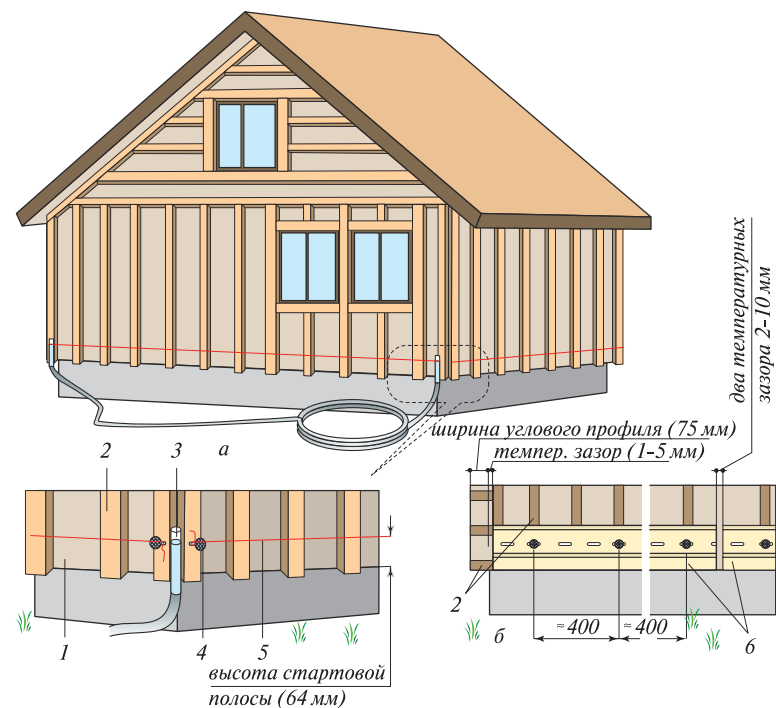 два температурных
зазора 2-10 мм
ширина углового профиля (75 мм)
темпер. зазор (1-5 мм)
а
2
3
1
4
5
высота стартовой
полосы (64 мм)
2
б
≈400
≈400
6